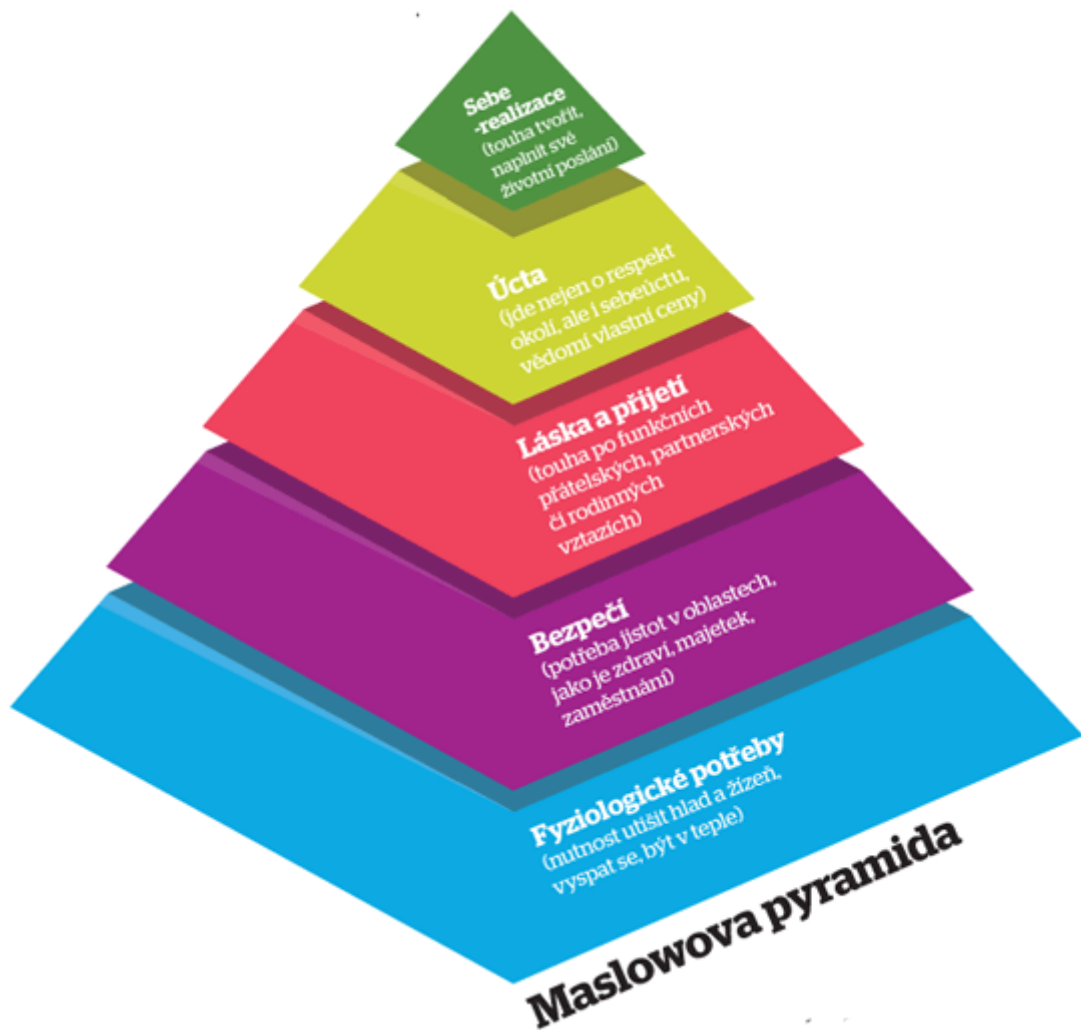 Sebe
-realizace
(touha tvořit,
naplnit své
životní poslání)
Úcta
(jde nejen o respekt
okolí, ale i sebeúctu,
vědomí vlastní ceny)
Láska a přijetí
(touha po funkčních
přátelských, partnerských
či rodinných
vztazích)
Bezpečí
(potřeba jistot v oblastech,
jako je zdraví, majetek,
zaměstnání)
Fyziologické potřeby
(nutnost utišit hlad a žízeň,
vyspat se, být v teple)
Maslowova pyramida